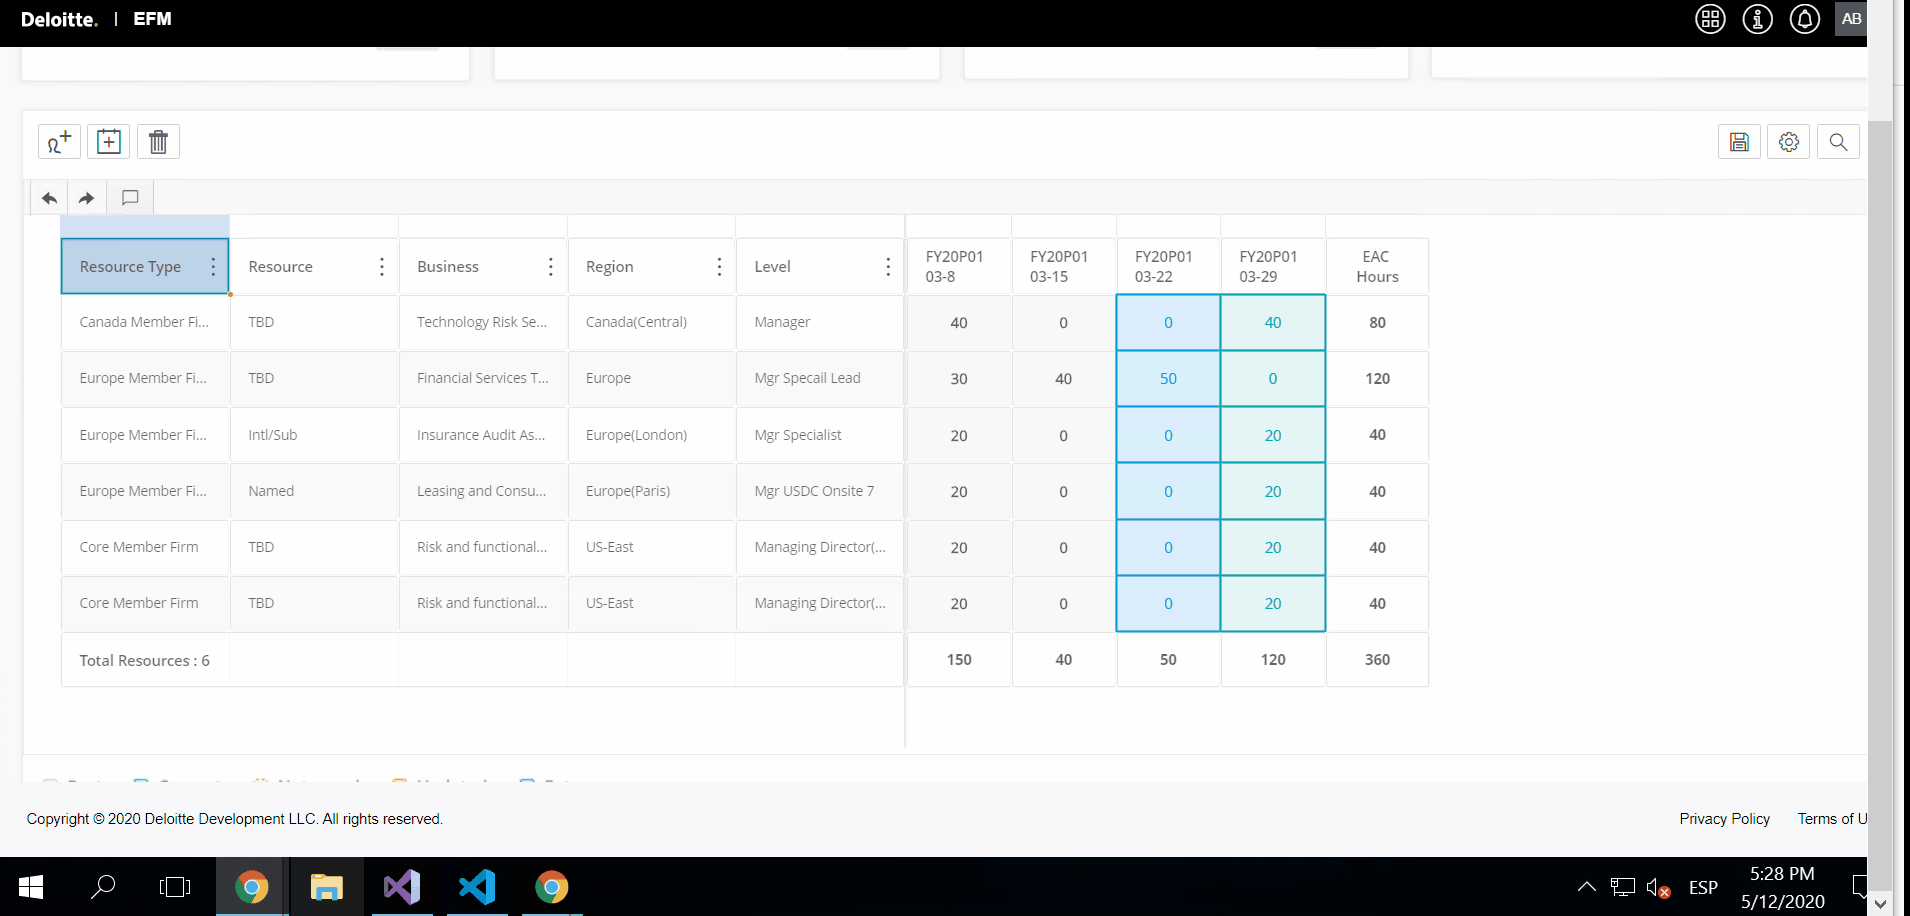 Deloitte. | EFM
AB
Resource Type Resource Business Region Level FY20P01 03-8 FY20P01 03-15 FY20P01 03-22 FY20P01 03-29 EAC Hours
Canada Member Fi... TBD Technology Risk Se... Canada(Central) Manager 40 0 0 40 80
Europe Member Fi... TBD Financial Services T... Europe Mgr Specail Lead 30 40 50 0 120
Europe Member Fi... Intl/Sub Insurance Audit As... Europe(London) Mgr Specialist 20 0 0 20 40
Europe Member Fi... Named Leasing and Consu... Europe(Paris) Mgr USDC Onsite 7 20 0 0 20 40
Core Member Firm TBD Risk and functional... US-East Managing Director(... 20 0 0 20 40
Core Member Firm TBD Risk and functional... US-East Managing Director(... 20 0 0 20 40
Total Resources : 6 150 40 50 120 360
Copyright © 2020 Deloitte Development LLC. All rights reserved. Privacy Policy Terms of U
5:28 PM
ESP
5/12/2020